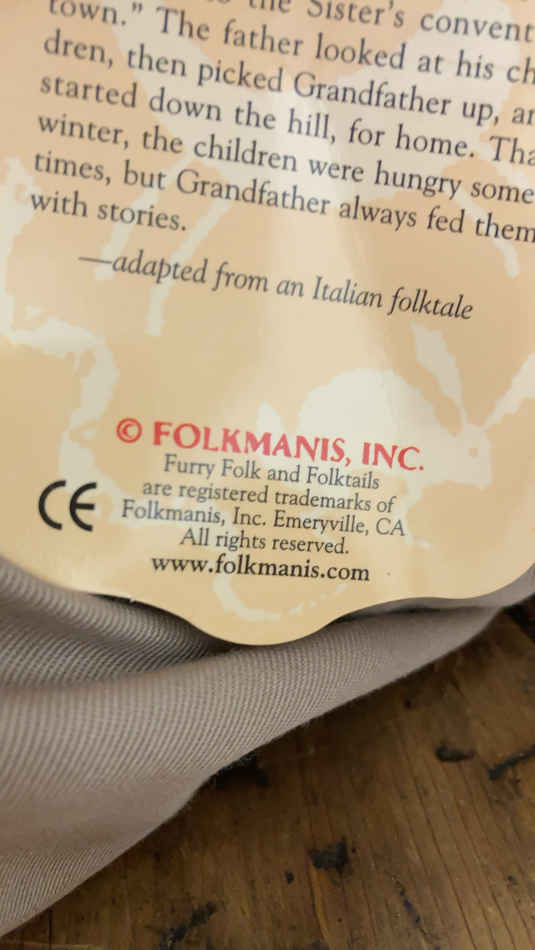 town.” the Sister’s convent
The father looked at his
dren, then picked Grandfather up,
started down the hill, for home.
winter, the children were hungry some
times, but Grandfather always fed them
with stories.
—adapted from an Italian folktale
© FOLKMANIS, INC.
Furry Folk and Folktails
are registered trademarks of
Folkmanis, Inc. Emeryville, CA
All rights reserved.
www.folkmanis.com
CE